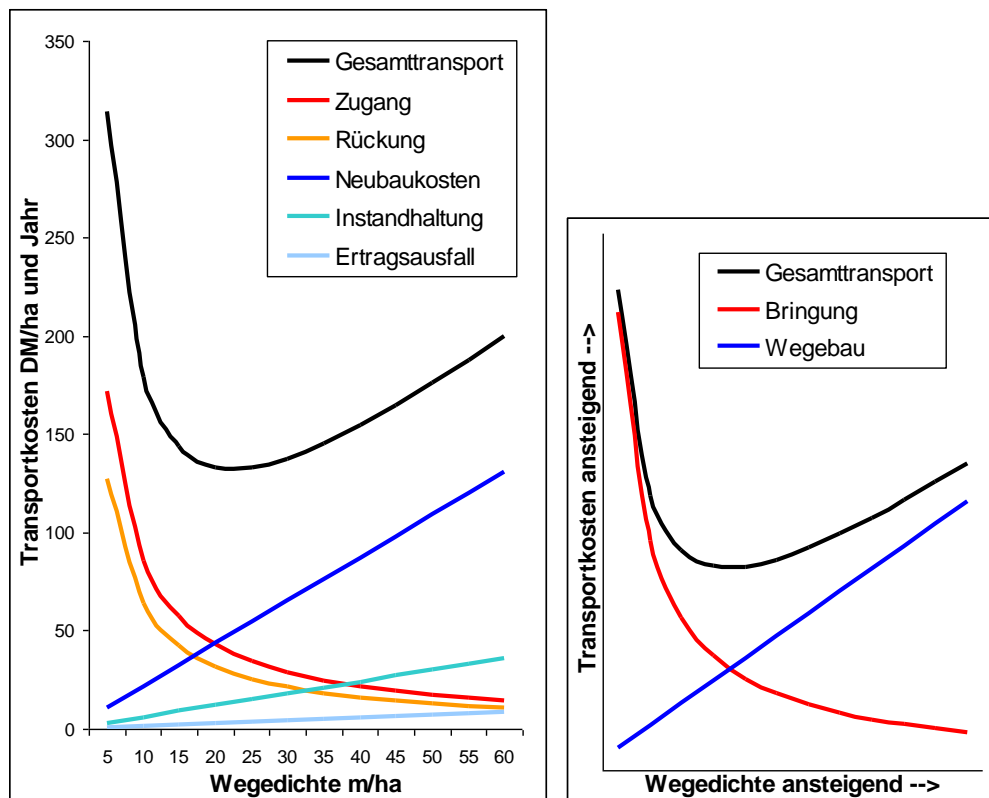 350
300
250
200
150
100
50
0
Transportkosten DM/ha und Jahr
Gesamttransport
Zugang
Rückung
Neubaukosten
Instandhaltung
Ertragsausfall
5 10 15 20 25 30 35 40 45 50 55 60
Wegedichte m/ha
Transportkosten ansteigend -->
Gesamttransport
Bringung
Wegebau
Wegedichte ansteigend -->